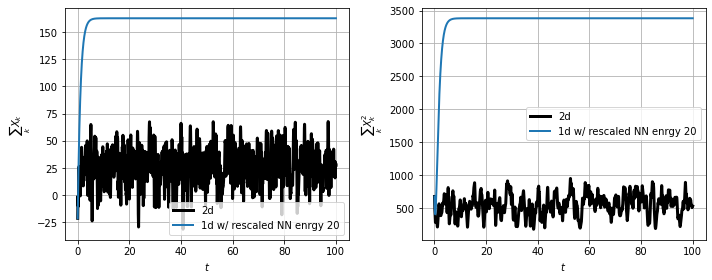 $\sum_k X_k$
150
125
100
75
50
25
0
−25
0 20 40 60 80 100
t
2d
1d w/ rescaled NN enrgy 20
$\sum_k X_k^2$
3500
3000
2500
2000
1500
1000
500
0 20 40 60 80 100
t
2d
1d w/ rescaled NN enrgy 20